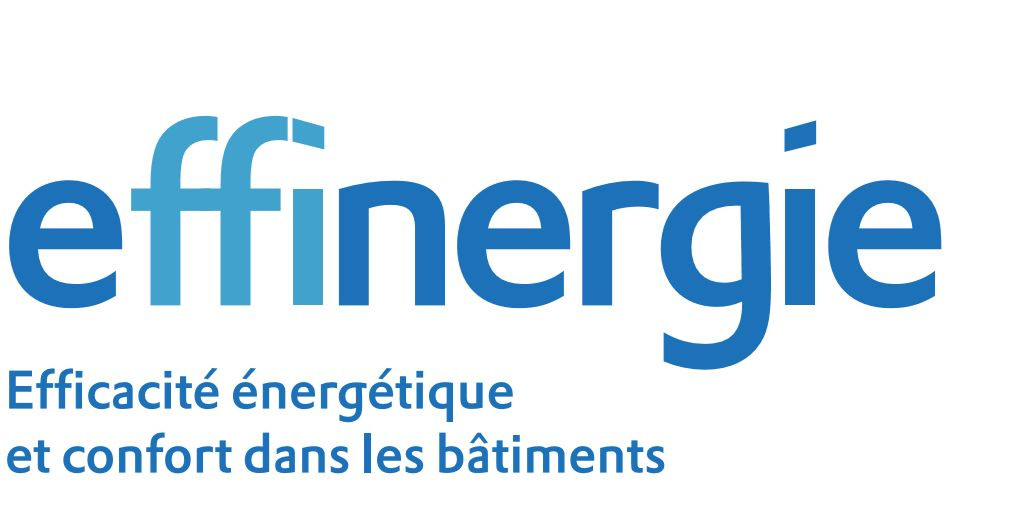 effinergie
Efficacité énergétique
et confort dans les bâtiments